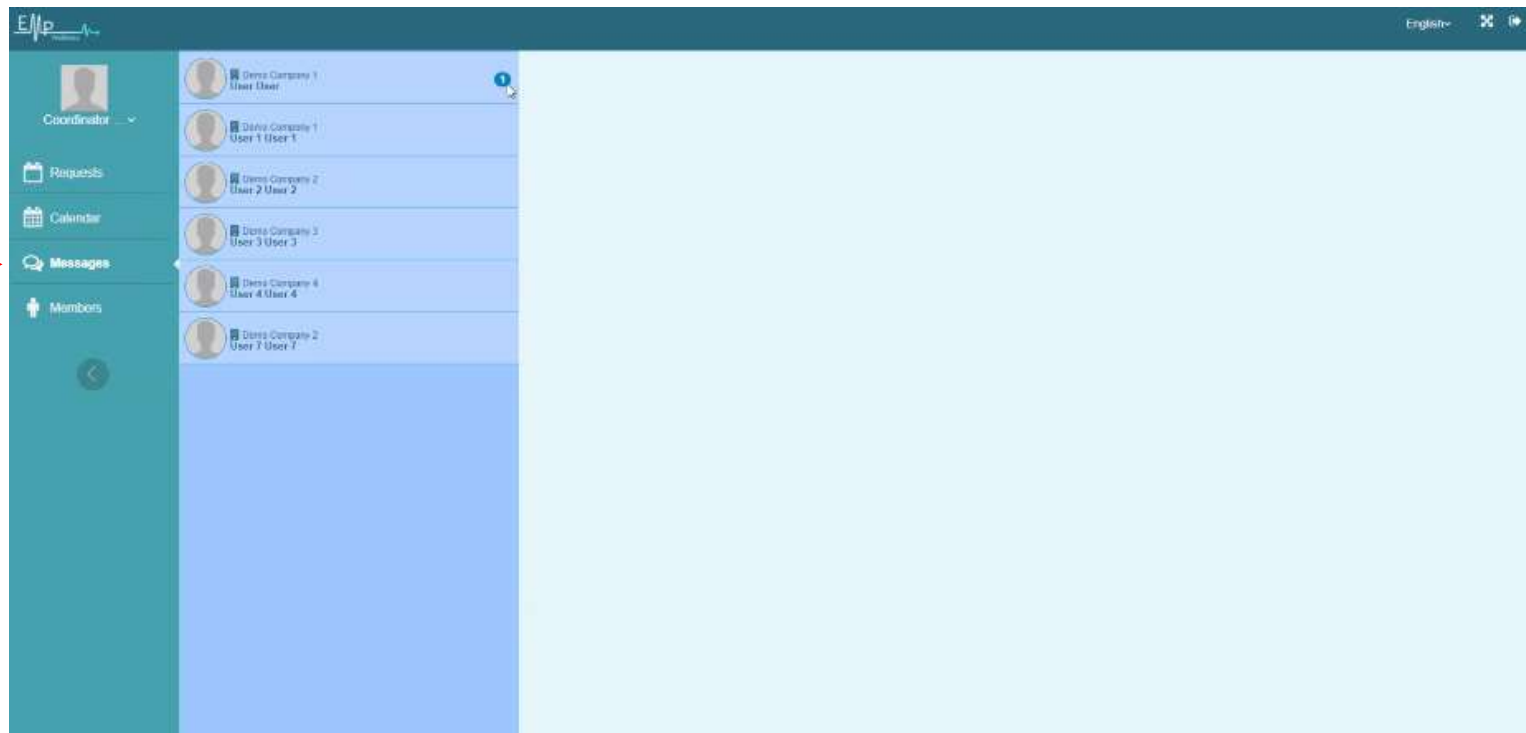 EMP
English
Coordinator ...
Requests
Calendar
Messages
Members
Demo Company 1
User User
1
Demo Company 1
User 1 User 1
Demo Company 2
User 2 User 2
Demo Company 3
User 3 User 3
Demo Company 4
User 4 User 4
Demo Company 2
User 7 User 7